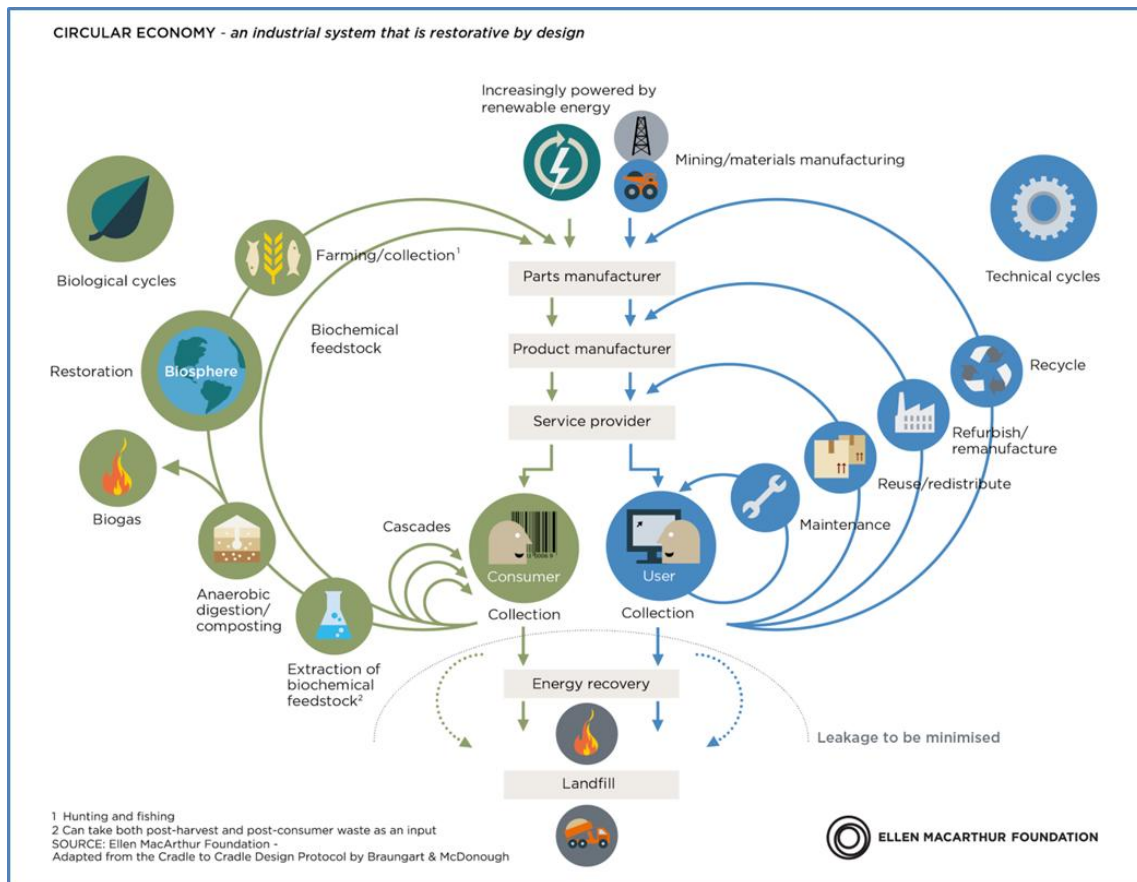 CIRCULAR ECONOMY - an industrial system that is restorative by design
Increasingly powered by
renewable energy
Mining/materials manufacturing
Biological cycles
Farming/collection¹
Parts manufacturer
Technical cycles
Biochemical
feedstock
Product manufacturer
Restoration
Biosphere
Recycle
Service provider
Refurbish/
remanufacture
Reuse/redistribute
Biogas
Cascades
Maintenance
Consumer
User
Anaerobic
digestion/
composting
Collection
Collection
Extraction of
biochemical
feedstock²
Energy recovery
Leakage to be minimised
Landfill
1 Hunting and fishing
2 Can take both post-harvest and post-consumer waste as an input
SOURCE: Ellen MacArthur Foundation -
Adapted from the Cradle to Cradle Design Protocol by Braungart & McDonough
ELLEN MACARTHUR FOUNDATION